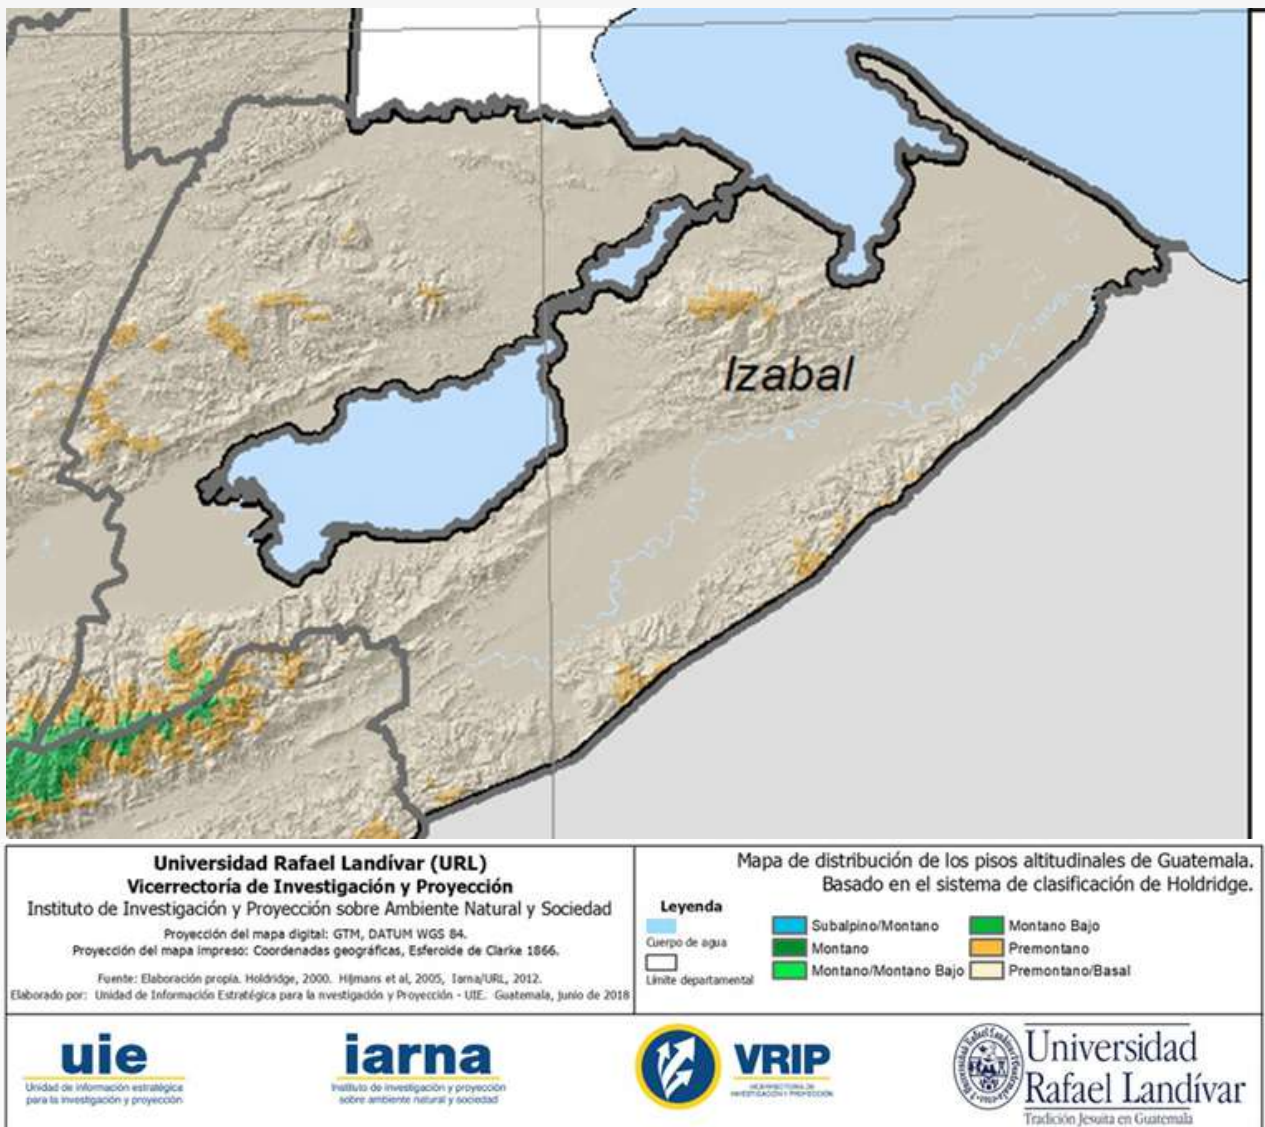 Izabal
Universidad Rafael Landívar (URL)
Vicerrectoría de Investigación y Proyección
Instituto de Investigación y Proyección sobre Ambiente Natural y Sociedad
Proyección del mapa digital: GTM, DATUM WGS 84.
Proyección del mapa impreso: Coordenadas geográficas, Esferoide de Clarke 1866.
Fuente: Elaboración propia. Holdridge, 2000. Hijmans et al, 2005, Iarna/URL, 2012.
Elaborado por: Unidad de Información Estratégica para la nvestigación y Proyección - UIE. Guatemala, junio de 2018
Mapa de distribución de los pisos altitudinales de Guatemala.
Basado en el sistema de clasificación de Holdridge.
Leyenda
Cuerpo de agua
Límite departamental
Subalpino/Montano
Montano
Montano/Montano Bajo
Montano Bajo
Premontano
Premontano/Basal
uie
Unidad de información estratégica
para la investigación y proyección
iarna
Instituto de investigación y proyección
sobre ambiente natural y sociedad
VRIP
VICERRECTORÍA DE
INVESTIGACIÓN Y PROYECCIÓN
Universidad
Rafael Landívar
Tradición Jesuita en Guatemala